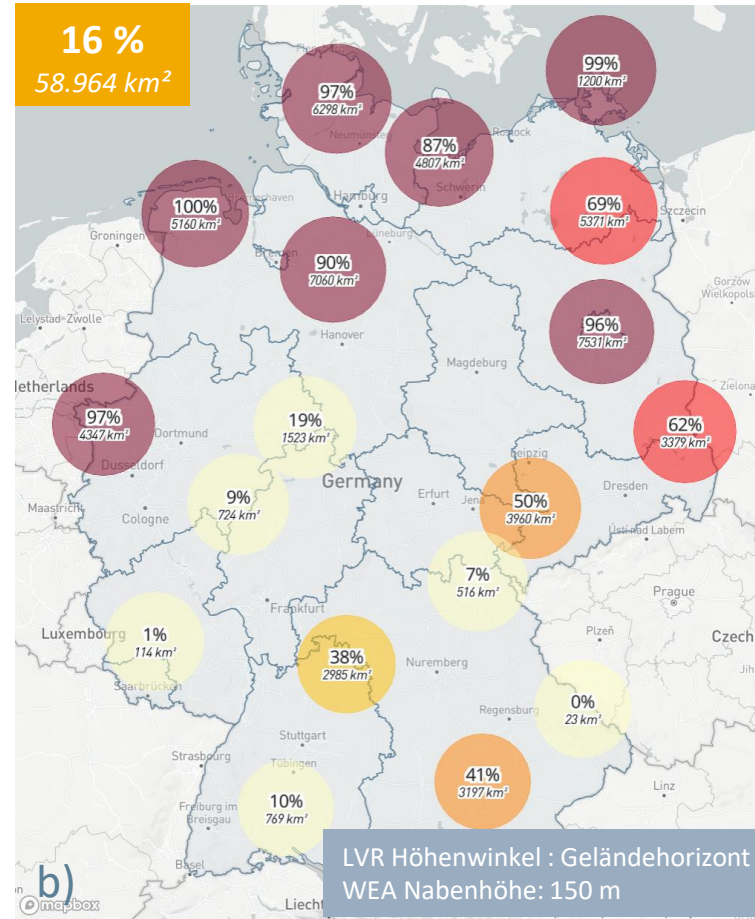 16 %
58.964 km²
99%
1200 km²
97%
6298 km²
Neumünster
87%
4807 km²
Rostock
Schwerin
100%
5160 km²
Bremerhaven
Hamburg
69%
5371 km²
Szczecin
Groningen
Lüneburg
Bremen
90%
7060 km²
Gorzów
Wielkopolski
Lelystad
Zwolle
96%
7531 km²
Hanover
Magdeburg
Netherlands
Zielona
97%
4347 km²
Dortmund
19%
1523 km²
62%
3379 km²
Dusseldorf
Leipzig
Germany
Maastricht
9%
724 km²
Cologne
Erfurt
Jena
50%
3960 km²
Dresden
Ústí nad Labem
7%
516 km²
Prague
Frankfurt
Luxembourg
1%
114 km²
Plzeň
Czech
38%
2985 km²
Nuremberg
Jih
Saarbrücken
0%
23 km²
Regensburg
Stuttgart
Strasbourg
Tübingen
41%
3197 km²
Linz
10%
769 km²
Freiburg im
Breisgau
LVR Höhenwinkel : Geländehorizont
WEA Nabenhöhe: 150 m
Basel
b)
mapbox
Liecht